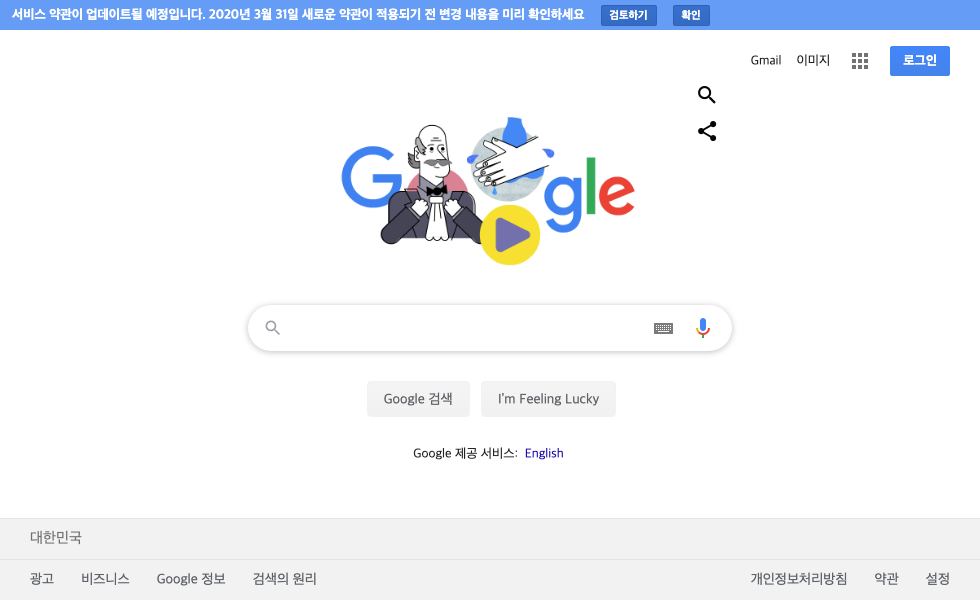 서비스 약관이 업데이트될 예정입니다. 2020년 3월 31일 새로운 약관이 적용되기 전 변경 내용을 미리 확인하세요 검토하기 확인
Gmail 이미지 로그인
Google
Google 검색 I'm Feeling Lucky
Google 제공 서비스: English
대한민국
광고 비즈니스 Google 정보 검색의 원리 개인정보처리방침 약관 설정